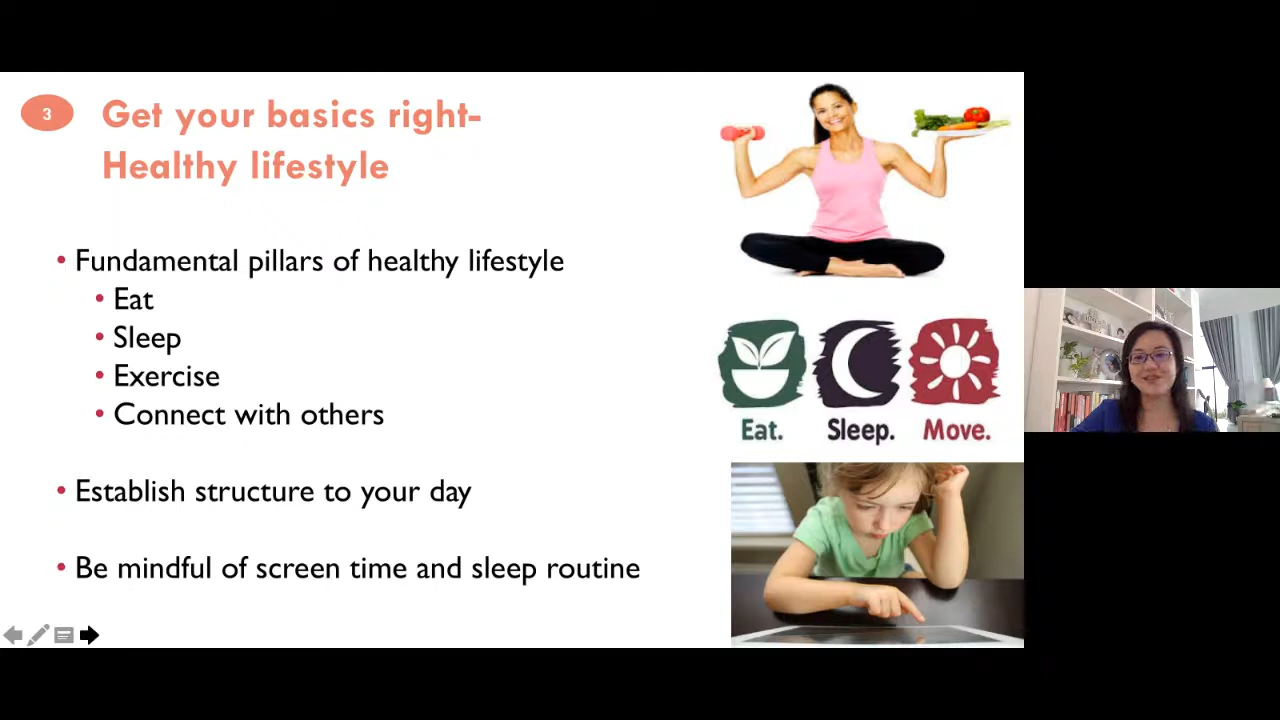 3
Get your basics right-
Healthy lifestyle
• Fundamental pillars of healthy lifestyle
• Eat
• Sleep
• Exercise
• Connect with others
• Establish structure to your day
• Be mindful of screen time and sleep routine
Eat. Sleep. Move.